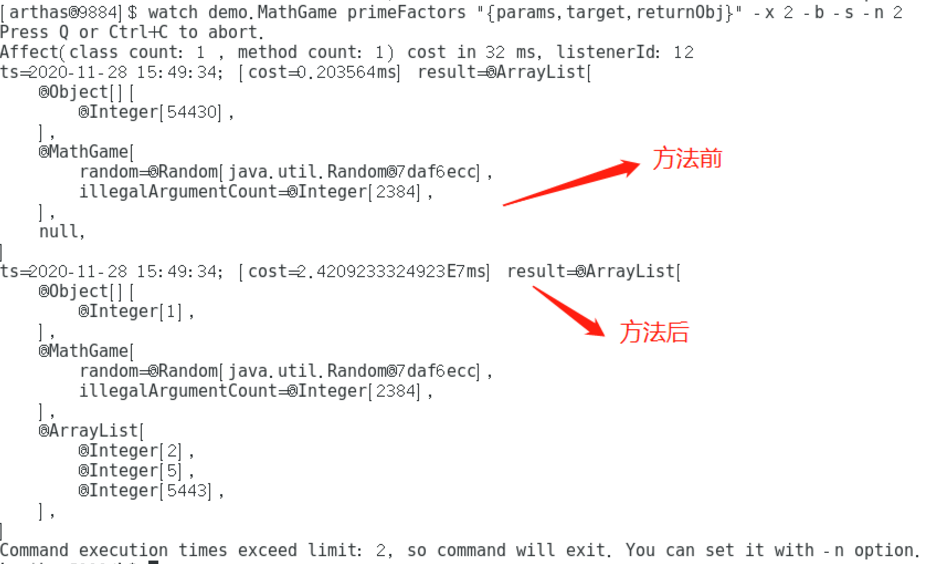 [arthas@9884]$ watch demo.MathGame primeFactors "{params,target,returnObj}" -x 2 -b -s -n 2
Press Q or Ctrl+C to abort.
Affect(class count: 1 , method count: 1) cost in 32 ms, listenerId: 12
ts=2020-11-28 15:49:34; [cost=0.203564ms] result=@ArrayList[
    @Object[][
        @Integer[54430],
    ],
    @MathGame[
        random=@Random[java.util.Random@7daf6ecc],
        illegalArgumentCount=@Integer[2384],
    ],
    null,
]
方法前
ts=2020-11-28 15:49:34; [cost=2.4209233324923E7ms] result=@ArrayList[
    @Object[][
        @Integer[1],
    ],
    @MathGame[
        random=@Random[java.util.Random@7daf6ecc],
        illegalArgumentCount=@Integer[2384],
    ],
    @ArrayList[
        @Integer[2],
        @Integer[5],
        @Integer[5443],
    ],
]
方法后
Command execution times exceed limit: 2, so command will exit. You can set it with -n option.